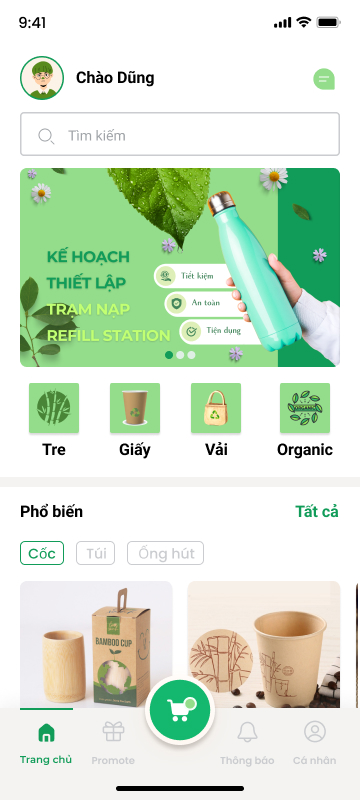 9:41
Chào Dũng
Tìm kiếm
KẾ HOẠCH
THIẾT LẬP
TRẠM NẠP
REFILL STATION
Tiết kiệm
An toàn
Tiện dụng
Tre
Giấy
Vải
ORGANIC
Organic
Phổ biến
Tất cả
Cốc
Túi
Ống hút
BAMBOO CUP
Trang chủ
Promote
Thông báo
Cá nhân